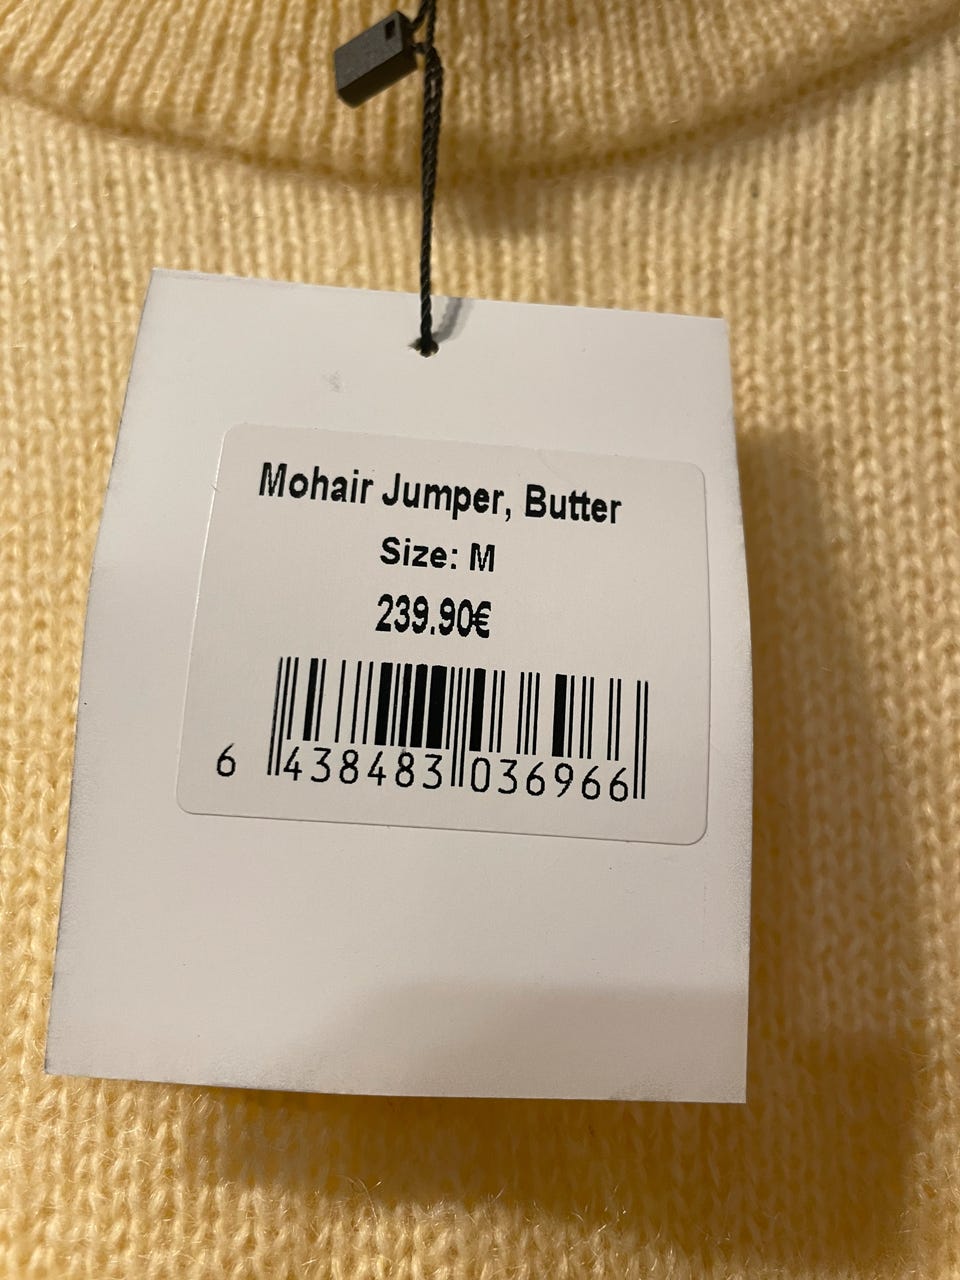 Mohair Jumper, Butter
Size: M
239.90€
6 438483 036966